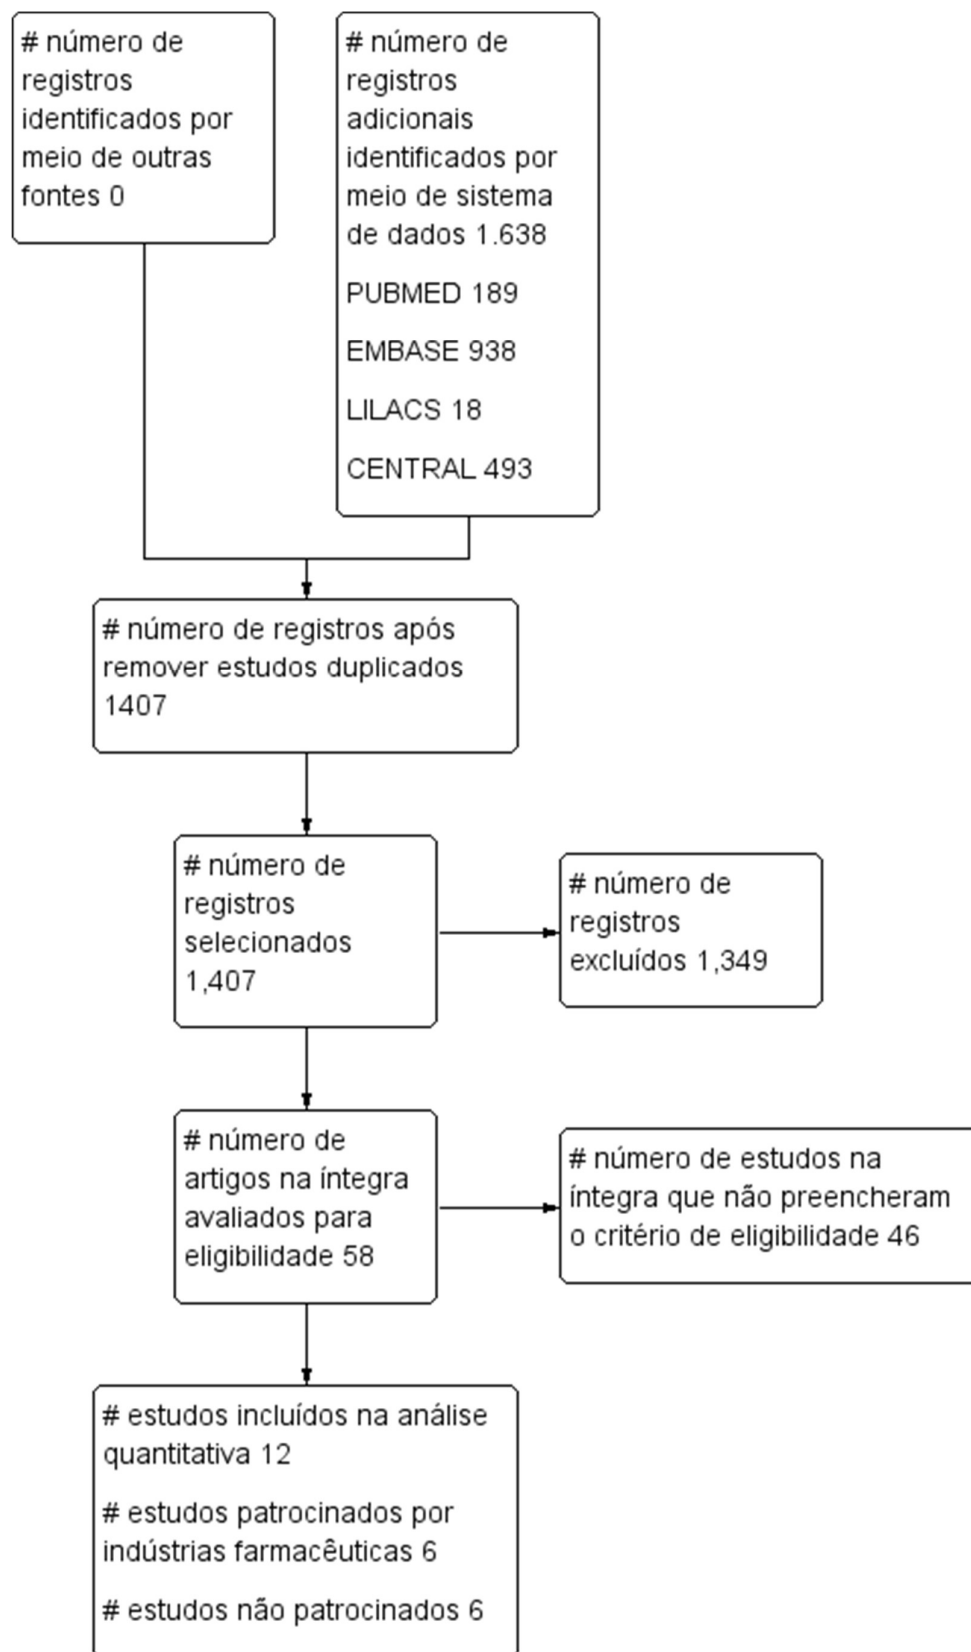 # número de
registros
identificados por
meio de outras
fontes 0
# número de
registros
adicionais
identificados por
meio de sistema
de dados 1.638
PUBMED 189
EMBASE 938
LILACS 18
CENTRAL 493
# número de registros após
remover estudos duplicados
1407
# número de
registros
selecionados
1,407
# número de
registros
excluídos 1,349
# número de
artigos na íntegra
avaliados para
eligibilidade 58
# número de estudos na
íntegra que não preencheram
o critério de eligibilidade 46
# estudos incluídos na análise
quantitativa 12
# estudos patrocinados por
indústrias farmacêuticas 6
# estudos não patrocinados 6